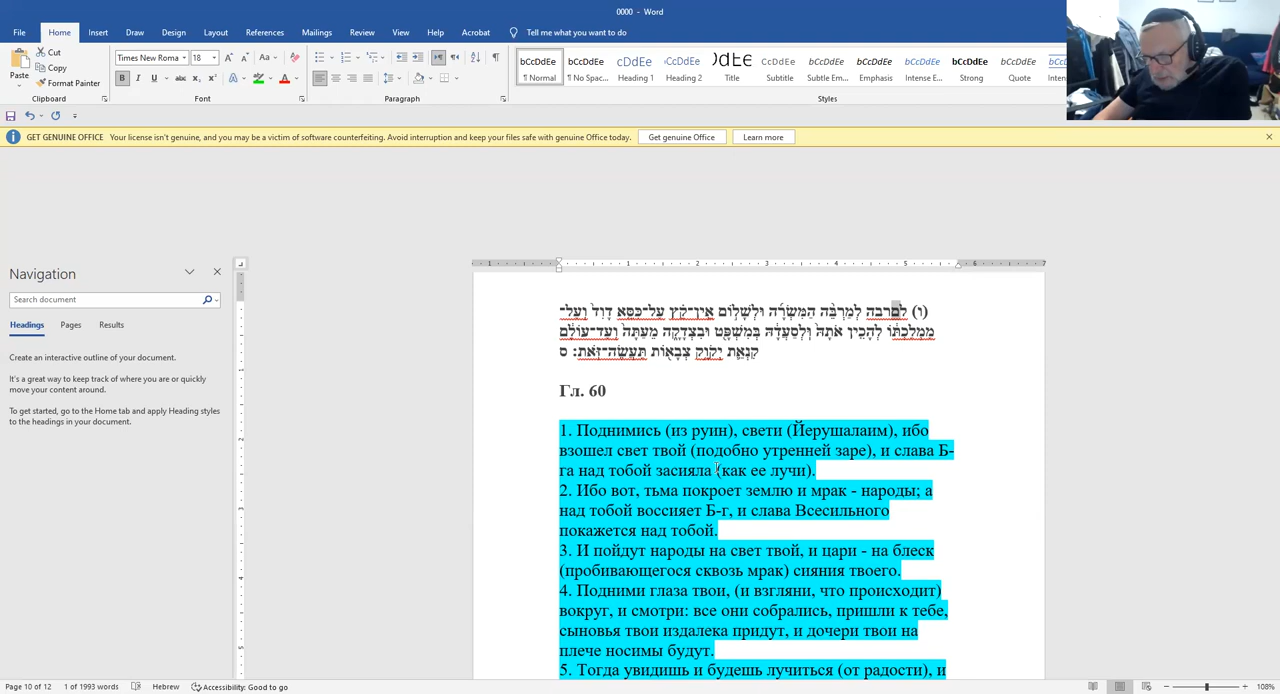 0000 - Word
File Home Insert Draw Design Layout References Mailings Review View Help Acrobat Tell me what you want to do
Paste
Cut
Copy
Format Painter
Clipboard
Times New Roma 18
Font
Paragraph
AaBbCcDdEe
¶ Normal ¶ No Spac... Heading 1 Heading 2 Title Subtitle Subtle Em... Emphasis Intense E... Strong Quote
Styles
GET GENUINE OFFICE Your license isn't genuine, and you may be a victim of software counterfeiting. Avoid interruption and keep your files safe with genuine Office today. Get genuine Office Learn more
Navigation
Search document
Headings Pages Results
Create an interactive outline of your document.
It's a great way to keep track of where you are or quickly
move your content around.
To get started, go to the Home tab and apply Heading styles
to the headings in your document.
(ו) לםרבה לְמַרְבֵּ֨ה הַמִּשְׂרָ֜ה וּלְשָׁל֣וֹם אֵֽין־קֵ֗ץ עַל־כִּסֵּ֤א דָוִד֙ וְעַל־
מַמְלַכְתּ֔וֹ לְהָכִ֤ין אֹתָהּ֙ וּֽלְסַעֲדָ֔הּ בְּמִשְׁפָּ֖ט וּבִצְדָקָ֑ה מֵעַתָּה֙ וְעַד־עוֹלָ֔ם
קִנְאַ֛ת יְקֹוָ֥ק צְבָא֖וֹת תַּעֲשֶׂה־זֹּֽאת: ס
Гл. 60
1. Поднимись (из руин), свети (Йерушалаим), ибо
взошел свет твой (подобно утренней заре), и слава Б-
га над тобой засияла (как ее лучи).
2. Ибо вот, тьма покроет землю и мрак - народы; а
над тобой воссияет Б-г, и слава Всесильного
покажется над тобой.
3. И пойдут народы на свет твой, и цари - на блеск
(пробивающегося сквозь мрак) сияния твоего.
4. Подними глаза твои, (и взгляни, что происходит)
вокруг, и смотри: все они собрались, пришли к тебе,
сыновья твои издалека придут, и дочери твои на
плече носимы будут.
5. Тогда увидишь и будешь лучиться (от радости), и
Page 10 of 12 1 of 1993 words Hebrew Accessibility: Good to go 108%